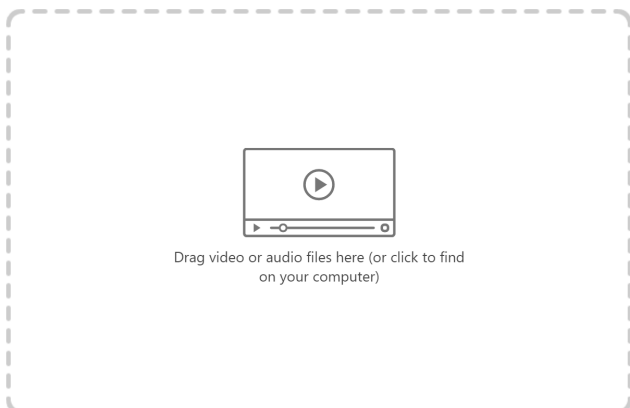 Drag video or audio files here (or click to find
on your computer)